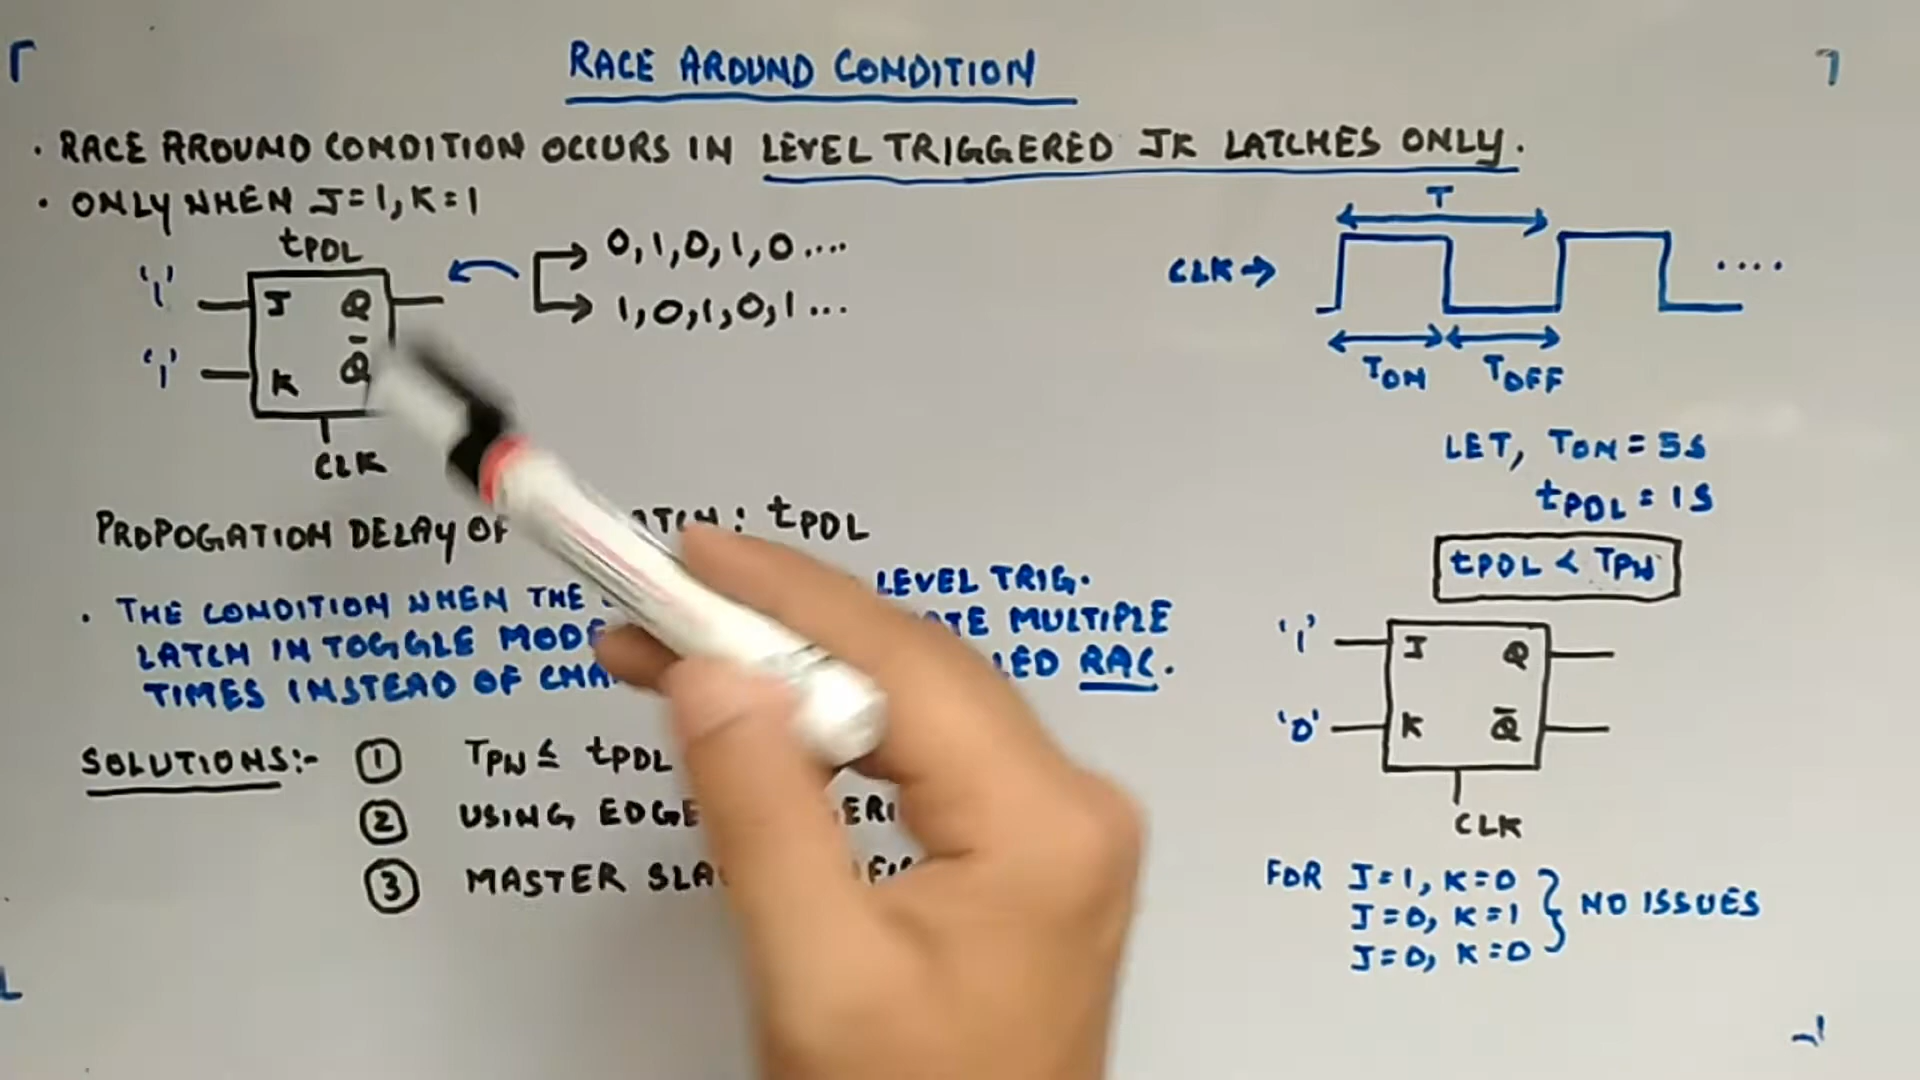 RACE AROUND CONDITION
· RACE AROUND CONDITION OCCURS IN LEVEL TRIGGERED JK LATCHES ONLY.
· ONLY WHEN J=1, K=1
tPDL
'1' J Q
'1' K Q̄
CLK
0,1,0,1,0....
1,0,1,0,1...
PROPOGATION DELAY OF : tPDL
· THE CONDITION WHEN THE LEVEL TRIG.
LATCH IN TOGGLE MODE MULTIPLE
TIMES INSTEAD OF RAC.
SOLUTIONS:- ① TPW ≤ tPDL
② USING EDGE
③ MASTER
T
CLK→ ....
TON TOFF
LET, TON = 5S
tPDL = 1S
tPDL < TPW
'1' J Q
'0' K Q̄
CLK
FOR J=1, K=0
J=0, K=1 } NO ISSUES
J=0, K=0